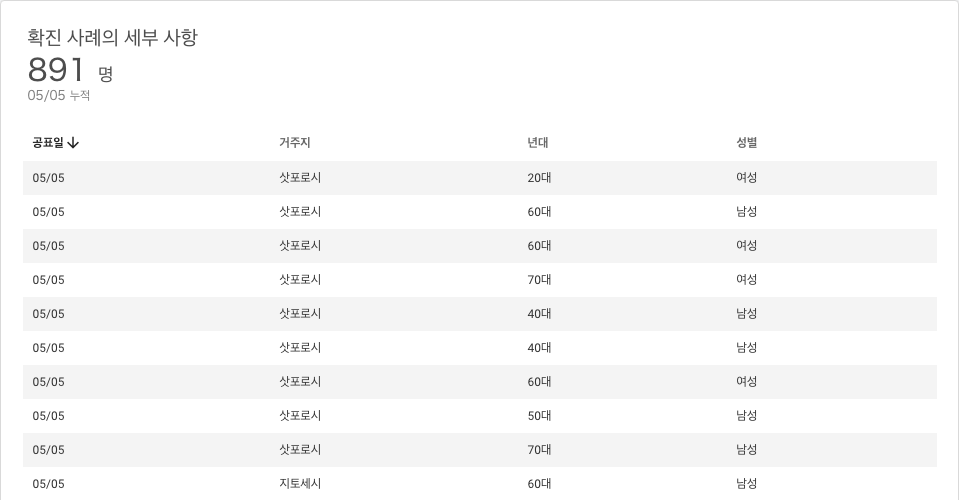 확진 사례의 세부 사항
891 명
05/05 누적
공표일 ↓ 거주지 년대 성별
05/05 삿포로시 20대 여성
05/05 삿포로시 60대 남성
05/05 삿포로시 60대 여성
05/05 삿포로시 70대 여성
05/05 삿포로시 40대 남성
05/05 삿포로시 40대 남성
05/05 삿포로시 60대 여성
05/05 삿포로시 50대 남성
05/05 삿포로시 70대 남성
05/05 지토세시 60대 남성